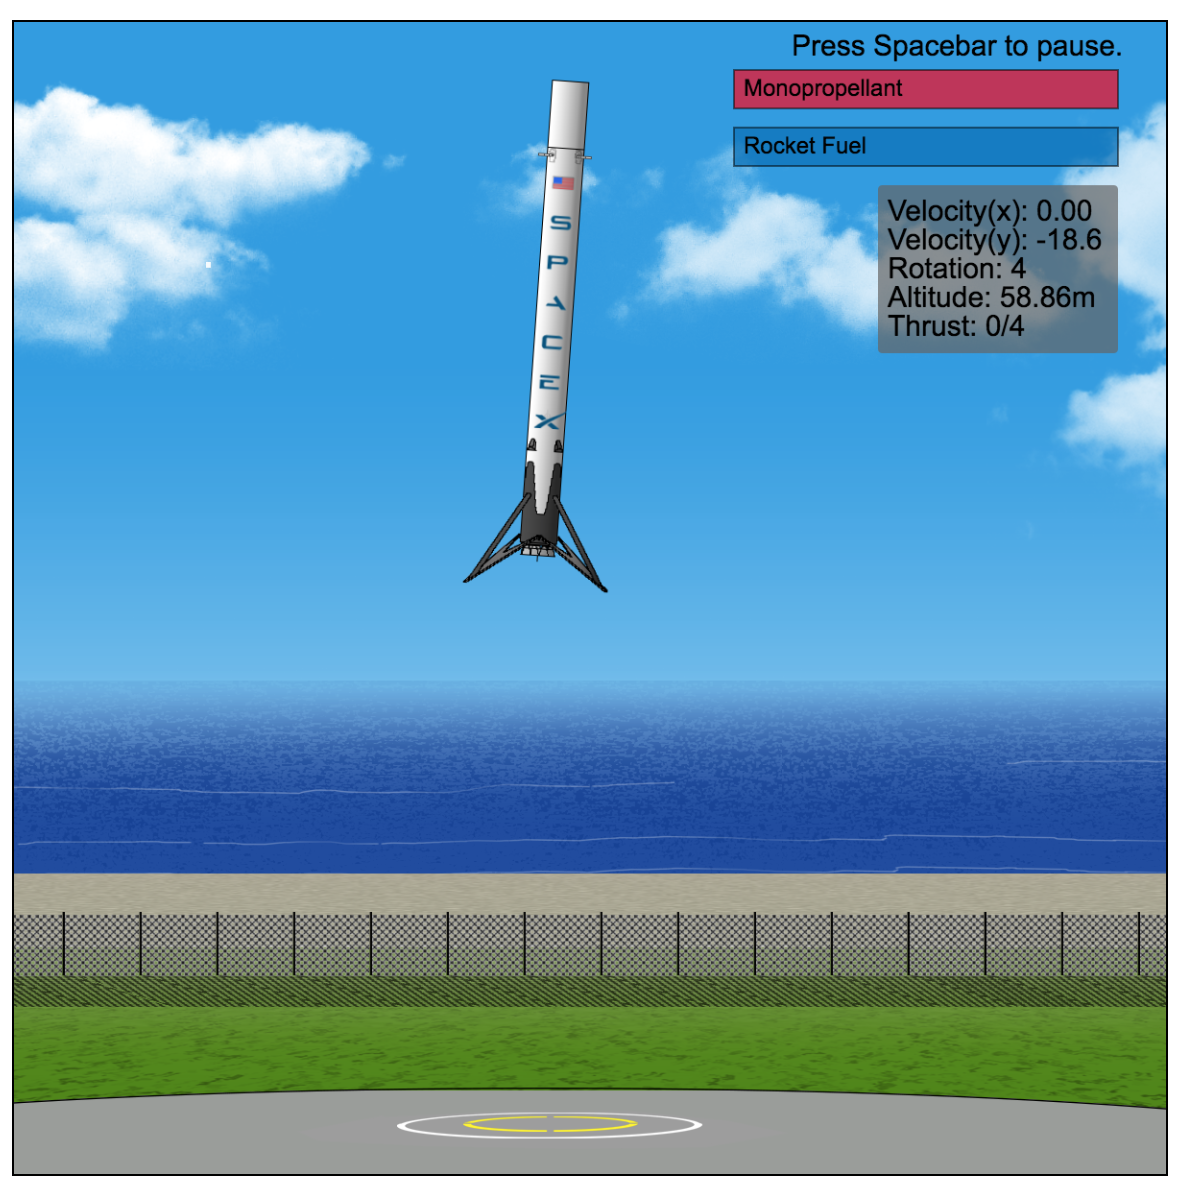 Press Spacebar to pause.
Monopropellant
Rocket Fuel
Velocity(x): 0.00
Velocity(y): -18.6
Rotation: 4
Altitude: 58.86m
Thrust: 0/4
S
P
A
C
E
X